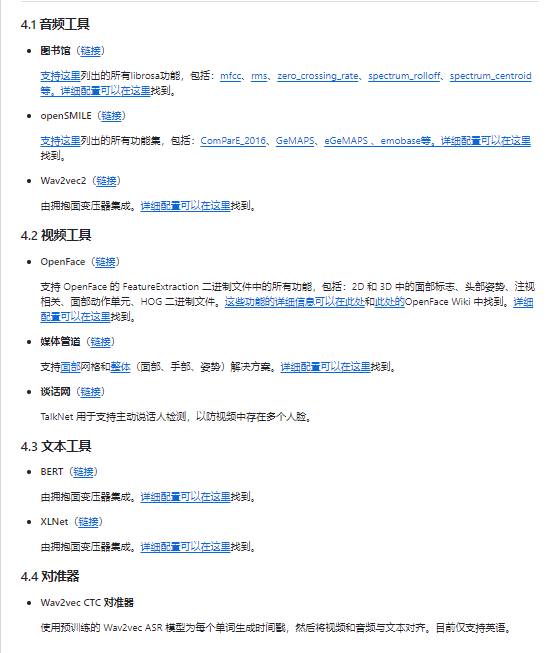 4.1 音频工具
图书馆（链接）
支持这里列出的所有librosa功能，包括：mfcc、rms、zero_crossing_rate、spectrum_rolloff、spectrum_centroid
等。详细配置可以在这里找到。
openSMILE（链接）
支持这里列出的所有功能集，包括：ComParE_2016、GeMAPS、eGeMAPS 、emobase等。详细配置可以在这里
找到。
Wav2vec2（链接）
由拥抱面变压器集成。详细配置可以在这里找到。
4.2 视频工具
OpenFace（链接）
支持 OpenFace 的 FeatureExtraction 二进制文件中的所有功能，包括：2D 和 3D 中的面部标志、头部姿势、注视
相关、面部动作单元、HOG 二进制文件。这些功能的详细信息可以在此处和此处的OpenFace Wiki 中找到。详细
配置可以在这里找到。
媒体管道（链接）
支持面部网格和整体（面部、手部、姿势）解决方案。详细配置可以在这里找到。
谈话网（链接）
TalkNet 用于支持主动说话人检测，以防视频中存在多个人脸。
4.3 文本工具
BERT（链接）
由拥抱面变压器集成。详细配置可以在这里找到。
XLNet（链接）
由拥抱面变压器集成。详细配置可以在这里找到。
4.4 对准器
Wav2vec CTC 对准器
使用预训练的 Wav2vec ASR 模型为每个单词生成时间戳，然后将视频和音频与文本对齐。目前仅支持英语。